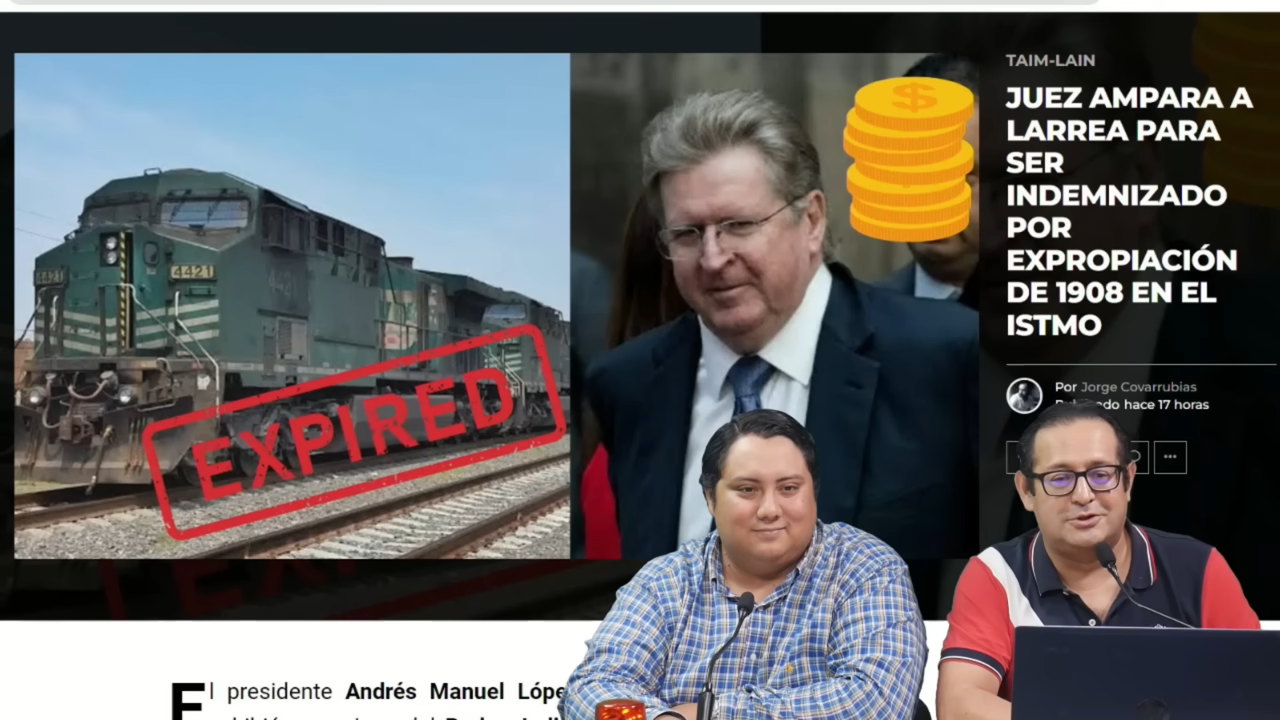 TAIM-LAIN
JUEZ AMPARA A
LARREA PARA
SER
INDEMNIZADO
POR
EXPROPIACIÓN
DE 1908 EN EL
ISTMO
Por Jorge Covarrubias
hace 17 horas
4421
4421
EXPIRED
$
El presidente Andrés Manuel Lópe